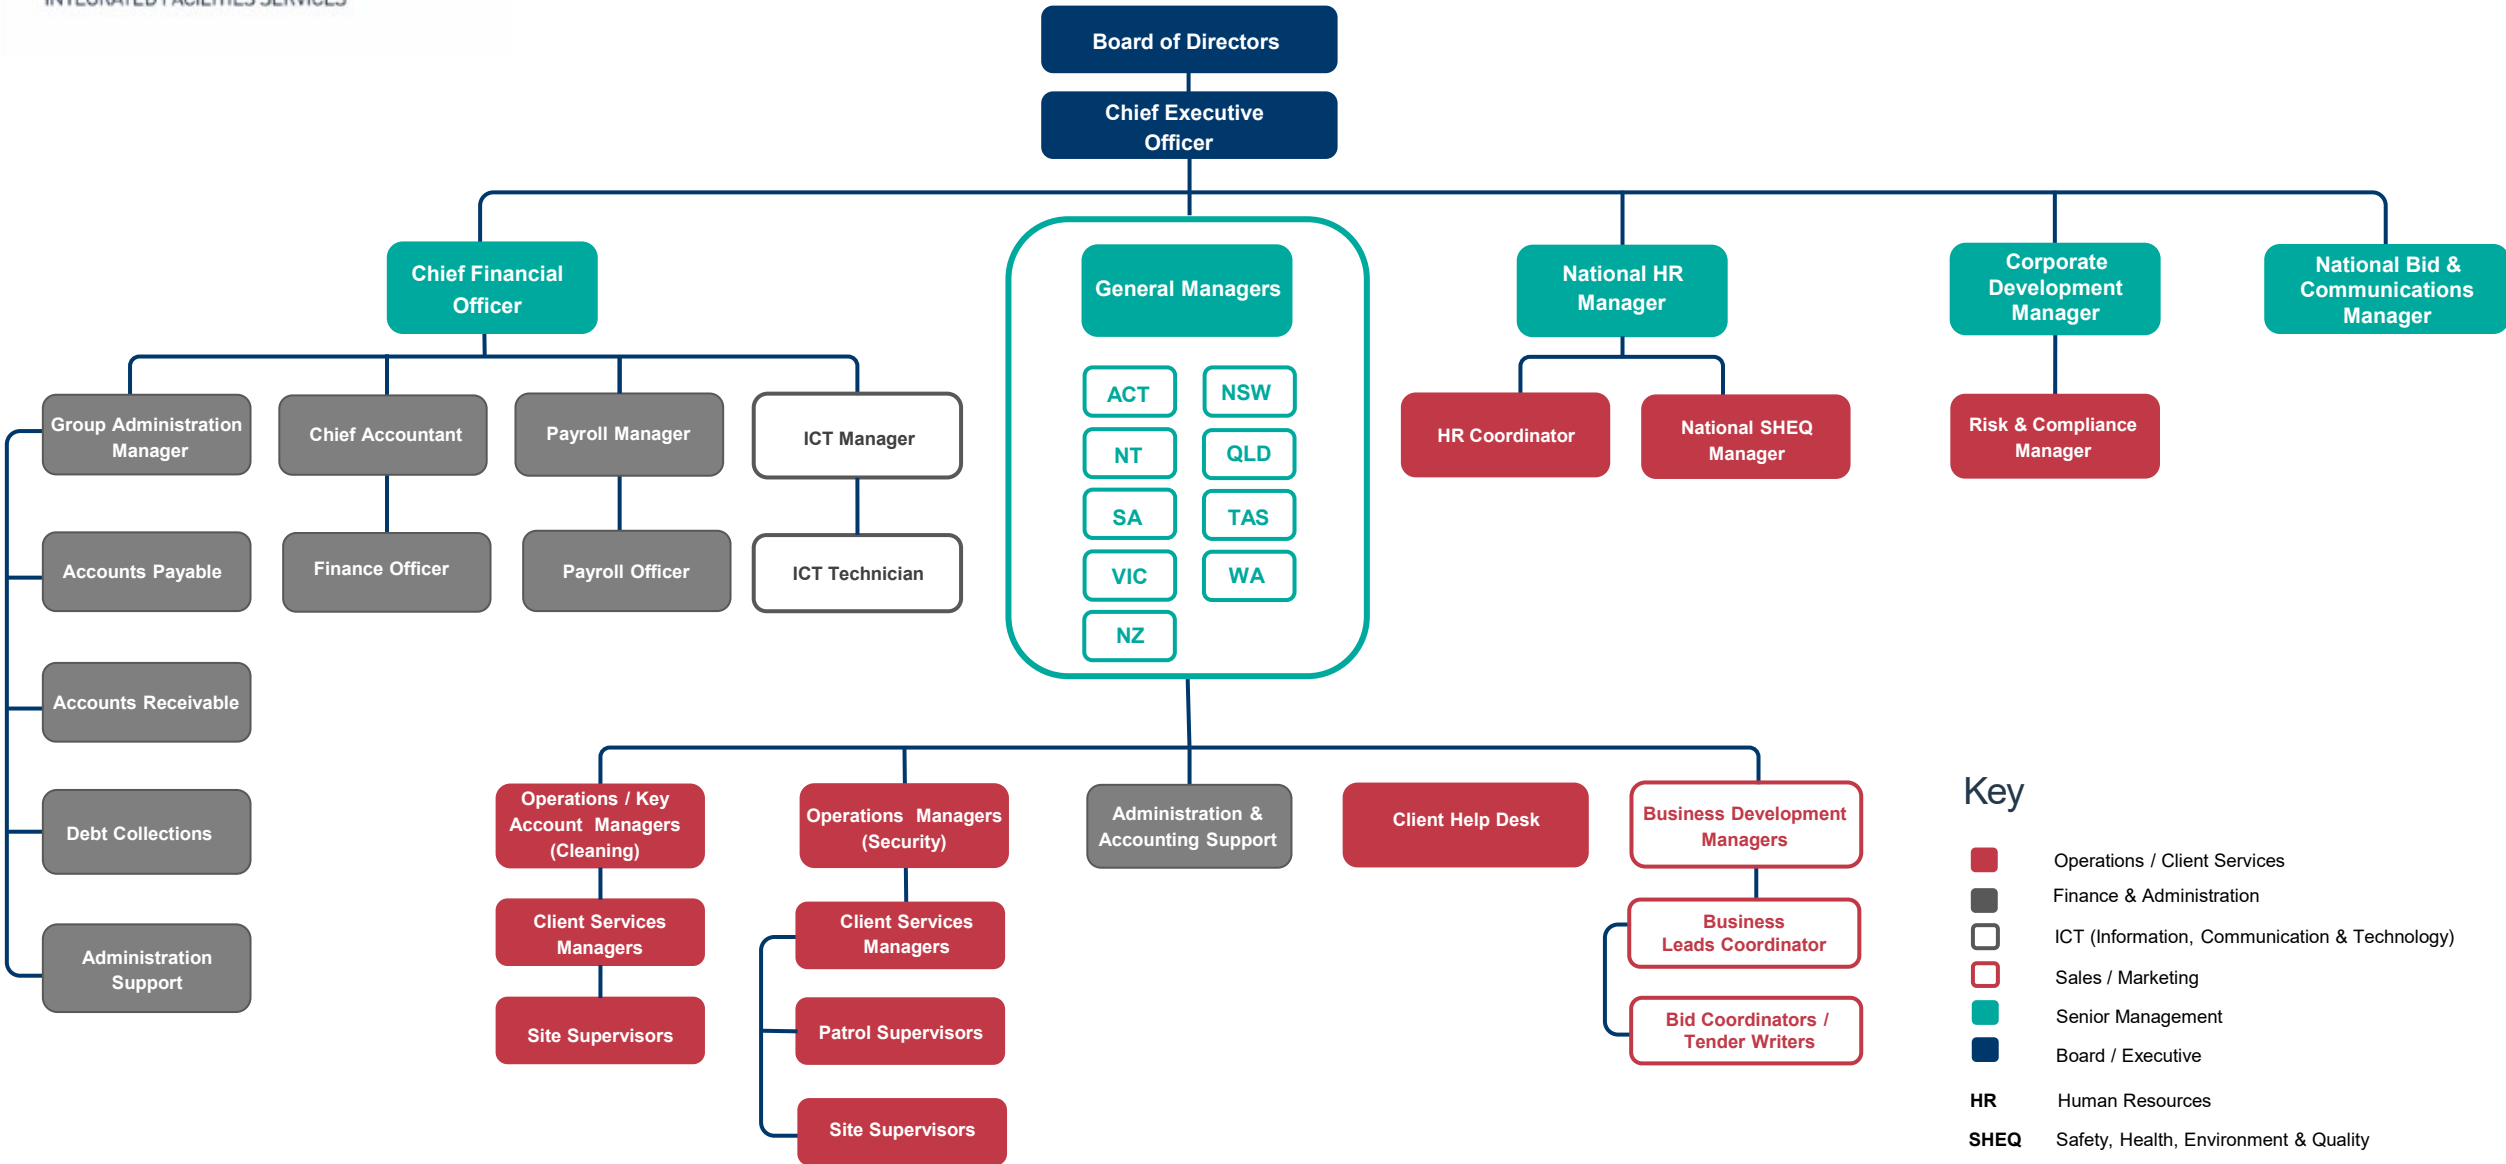 INTEGRATED FACILITIES SERVICES
Board of Directors
Chief Executive
Officer
Chief Financial
Officer
General Managers
National HR
Manager
Corporate
Development
Manager
National Bid &
Communications
Manager
ACT
NSW
NT
QLD
SA
TAS
VIC
WA
NZ
Group Administration
Manager
Chief Accountant
Payroll Manager
ICT Manager
HR Coordinator
National SHEQ
Manager
Risk & Compliance
Manager
Accounts Payable
Finance Officer
Payroll Officer
ICT Technician
Accounts Receivable
Debt Collections
Administration
Support
Operations / Key
Account Managers
(Cleaning)
Operations Managers
(Security)
Administration &
Accounting Support
Client Help Desk
Business Development
Managers
Client Services
Managers
Client Services
Managers
Business
Leads Coordinator
Site Supervisors
Patrol Supervisors
Bid Coordinators /
Tender Writers
Site Supervisors
Key
Operations / Client Services
Finance & Administration
ICT (Information, Communication & Technology)
Sales / Marketing
Senior Management
Board / Executive
HR Human Resources
SHEQ Safety, Health, Environment & Quality